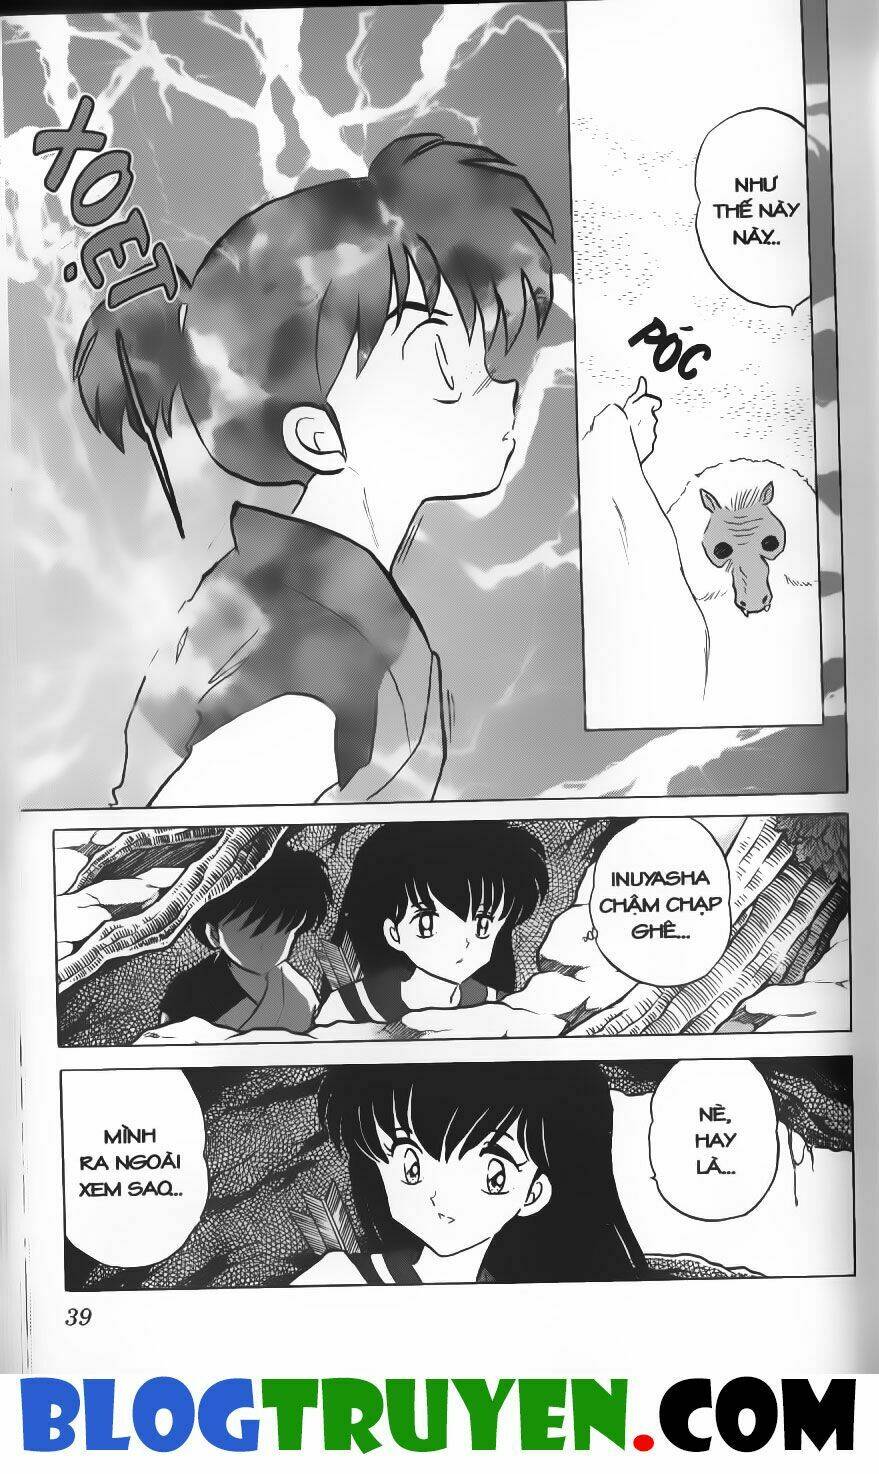 NHƯ
THẾ NÀY
NÀY...
PÓC
XOẸT
INUYASHA
CHẬM CHẠP
GHÊ...
NÈ,
HAY
LÀ...
MÌNH
RA NGOÀI
XEM SAO...
39
BLOGTRUYEN.COM